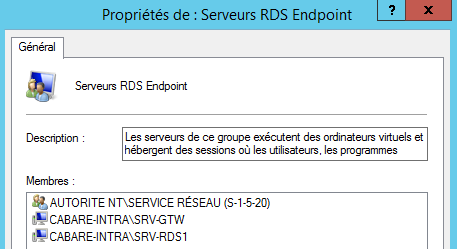 Propriétés de : Serveurs RDS Endpoint
?
x
Général
Serveurs RDS Endpoint
Description :
Les serveurs de ce groupe exécutent des ordinateurs virtuels et
hébergent des sessions où les utilisateurs, les programmes
Membres :
AUTORITE NT\SERVICE RÉSEAU (S-1-5-20)
CABARE-INTRA\SRV-GTW
CABARE-INTRA\SRV-RDS1